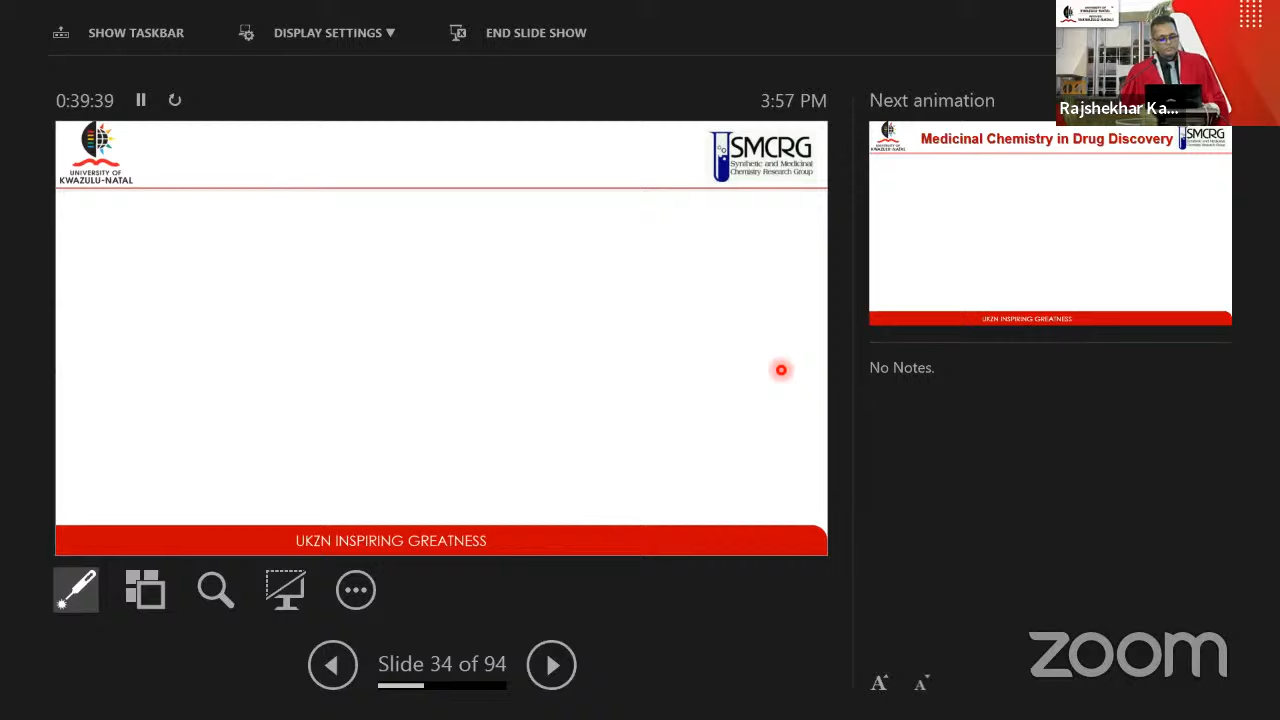 SHOW TASKBAR
DISPLAY SETTINGS ▼
END SLIDE SHOW
0:39:39
3:57 PM
Next animation
Rajshekhar Ka...
UNIVERSITY OF
KWAZULU-NATAL
SMCRG
Synthetic and Medicinal
Chemistry Research Group
Medicinal Chemistry in Drug Discovery
SMCRG
UKZN INSPIRING GREATNESS
No Notes.
UKZN INSPIRING GREATNESS
Slide 34 of 94
zoom
A
A